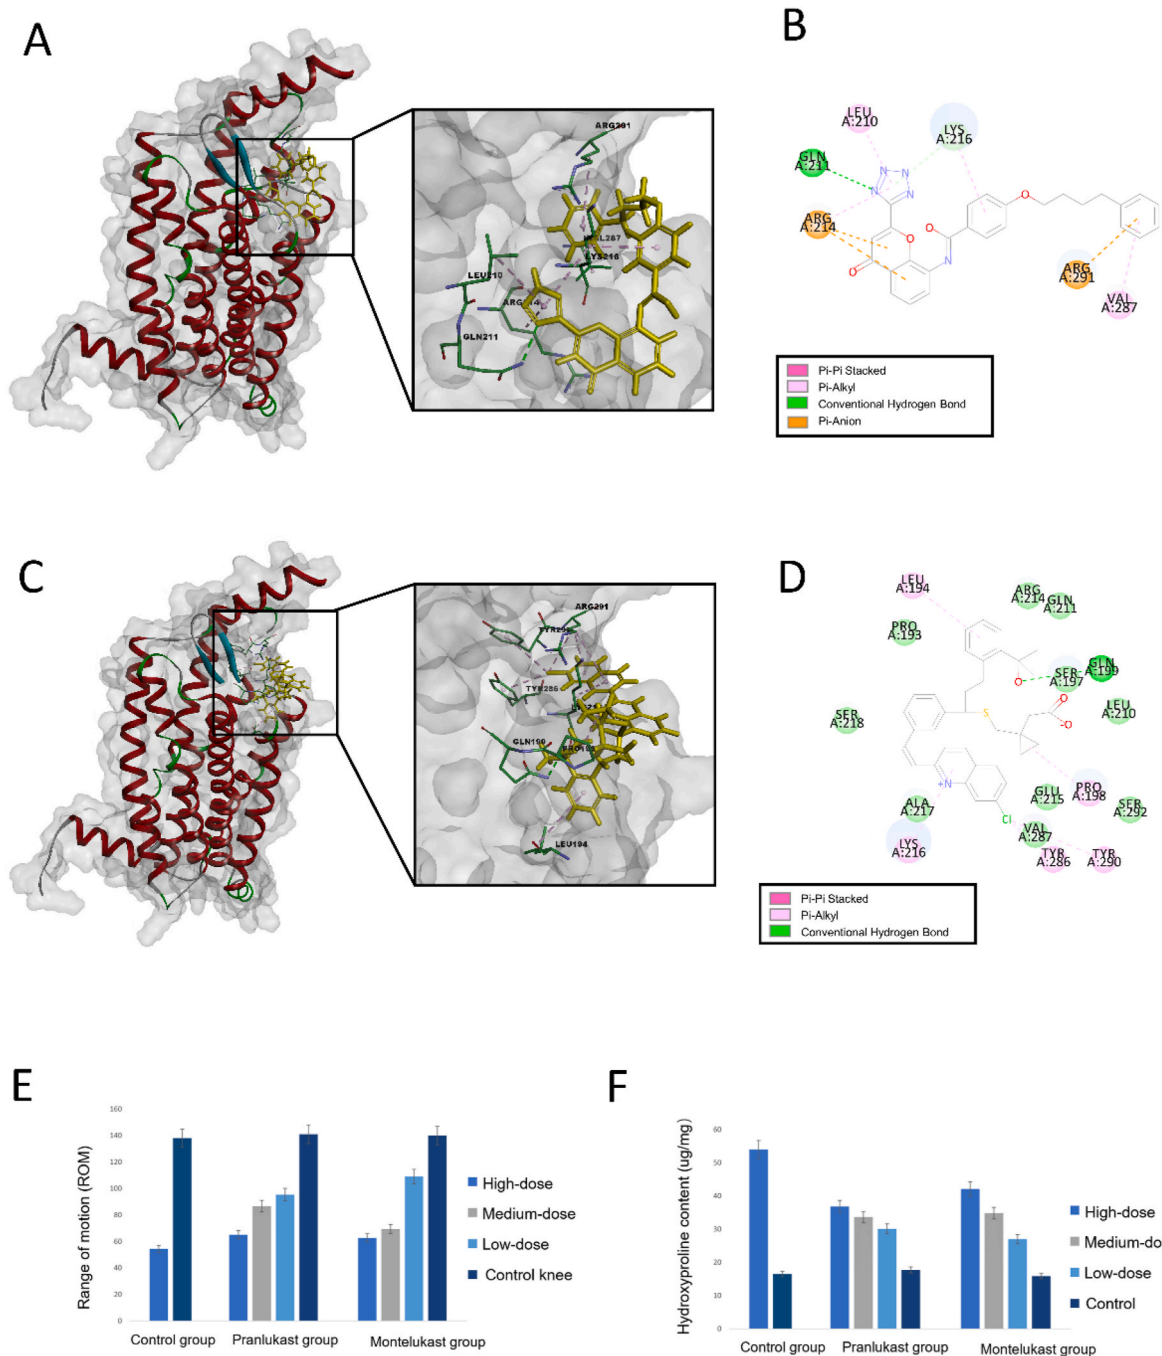 A
ARG291
VAL287
LYS216
LEU210
ARG214
GLN211
B
LEU
A:210
LYS
A:216
GLN
A:211
N
N
N
N
ARG
A:214
O
O
O
O
N
ARG
A:291
VAL
A:287
Pi-Pi Stacked
Pi-Alkyl
Conventional Hydrogen Bond
Pi-Anion
C
ARG291
TYR290
TYR286
GLN199
LEU194
D
LEU
A:194
ARG
A:214
GLN
A:211
PRO
A:193
SER
A:197
GLN
A:199
O
O
-O
S
SER
A:218
LEU
A:210
N+
ALA
A:217
GLU
A:215
PRO
A:198
SER
A:292
Cl
VAL
A:287
LYS
A:216
TYR
A:286
TYR
A:290
Pi-Pi Stacked
Pi-Alkyl
Conventional Hydrogen Bond
E
Range of motion (ROM)
160
140
120
100
80
60
40
20
0
Control group
Pranlukast group
Montelukast group
High-dose
Medium-dose
Low-dose
Control knee
F
Hydroxyproline content (ug/mg)
60
50
40
30
20
10
0
Control group
Pranlukast group
Montelukast group
High-dose
Medium-do
Low-dose
Control